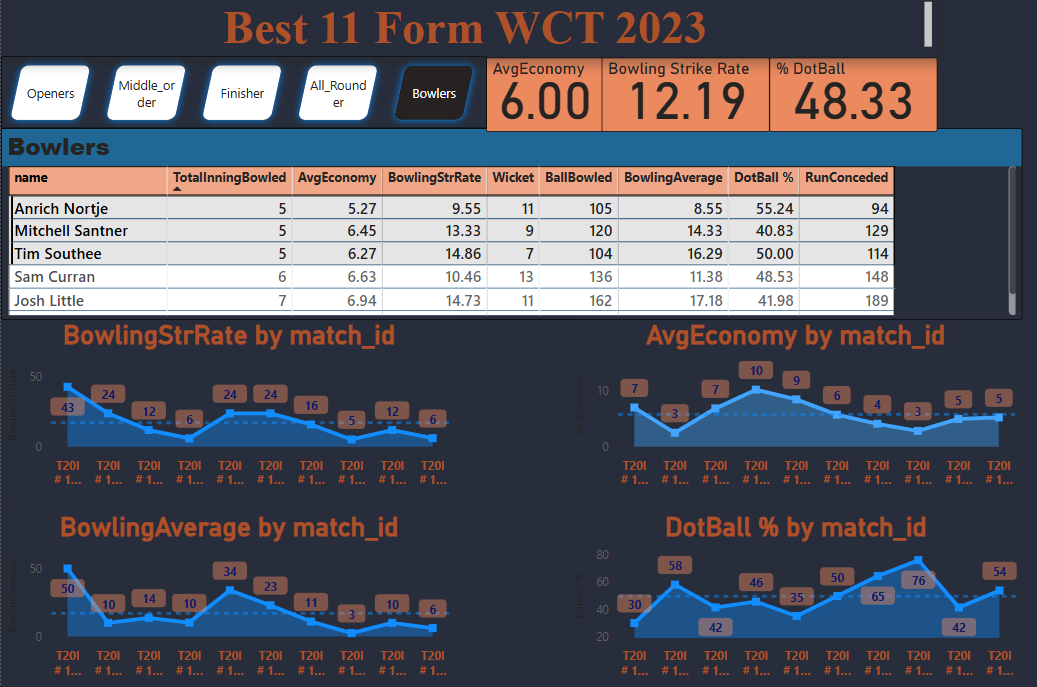 Best 11 Form WCT 2023
Openers
Middle_or
der
Finisher
All_Round
er
Bowlers
AvgEconomy
6.00
Bowling Strike Rate
12.19
% DotBall
48.33
Bowlers
name TotalInningBowled AvgEconomy BowlingStrRate Wicket BallBowled BowlingAverage DotBall % RunConceded
Anrich Nortje 5 5.27 9.55 11 105 8.55 55.24 94
Mitchell Santner 5 6.45 13.33 9 120 14.33 40.83 129
Tim Southee 5 6.27 14.86 7 104 16.29 50.00 114
Sam Curran 6 6.63 10.46 13 136 11.38 48.53 148
Josh Little 7 6.94 14.73 11 162 17.18 41.98 189
BowlingStrRate by match_id
50
0
43 24 12 6 24 24 16 5 12 6
T20I T20I T20I T20I T20I T20I T20I T20I T20I T20I
# 1... # 1... # 1... # 1... # 1... # 1... # 1... # 1... # 1... # 1...
AvgEconomy by match_id
AvgEconomy
10
0
7 3 7 10 9 6 4 3 5 5
T20I T20I T20I T20I T20I T20I T20I T20I T20I T20I
# 1... # 1... # 1... # 1... # 1... # 1... # 1... # 1... # 1... # 1...
BowlingAverage by match_id
50
0
50 10 14 10 34 23 11 3 10 6
T20I T20I T20I T20I T20I T20I T20I T20I T20I T20I
# 1... # 1... # 1... # 1... # 1... # 1... # 1... # 1... # 1... # 1...
DotBall % by match_id
DotBall %
80
60
40
20
30 58 42 46 35 50 65 76 42 54
T20I T20I T20I T20I T20I T20I T20I T20I T20I T20I
# 1... # 1... # 1... # 1... # 1... # 1... # 1... # 1... # 1... # 1...